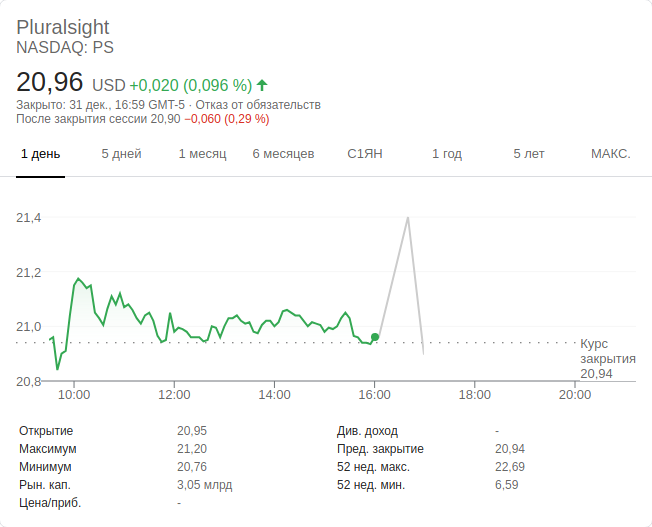 Pluralsight
NASDAQ: PS
20,96 USD +0,020 (0,096 %)
Закрыто: 31 дек., 16:59 GMT-5 · Отказ от обязательств
После закрытия сессии 20,90 −0,060 (0,29 %)
1 день 5 дней 1 месяц 6 месяцев С1ЯН 1 год 5 лет МАКС.
21,4
21,2
21,0
Курс
закрытия
20,94
20,8
10:00 12:00 14:00 16:00 18:00 20:00
Открытие 20,95 Див. доход -
Максимум 21,20 Пред. закрытие 20,94
Минимум 20,76 52 нед. макс. 22,69
Рын. кап. 3,05 млрд 52 нед. мин. 6,59
Цена/приб. -